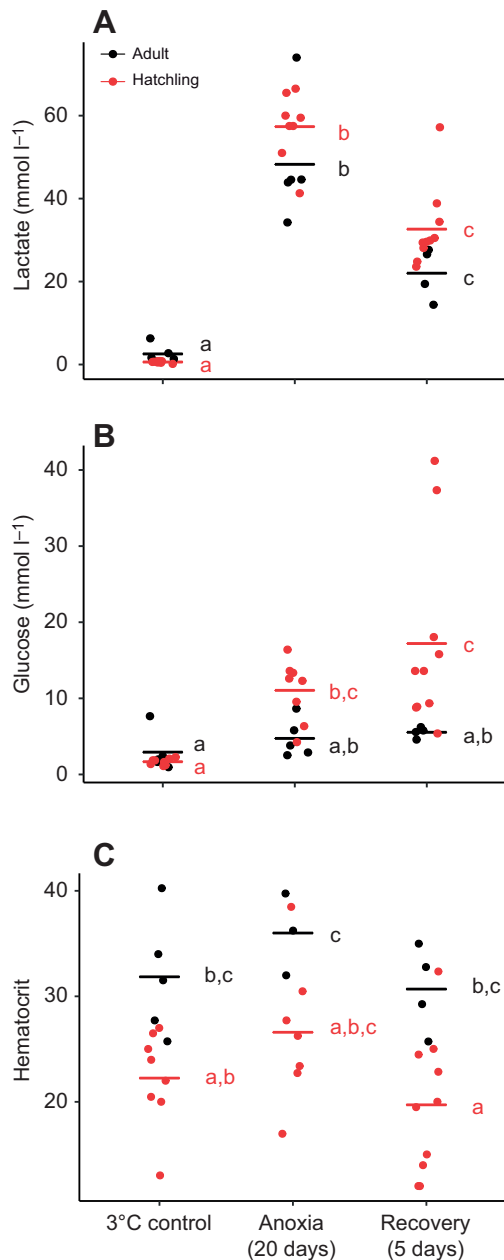 A
Adult
Hatchling
Lactate (mmol l−1)
60
40
20
0
a
a
b
b
c
c
B
Glucose (mmol l−1)
40
30
20
10
0
a
a
b,c
a,b
c
a,b
C
Hematocrit
40
30
20
b,c
a,b
c
a,b,c
b,c
a
3°C control
Anoxia
(20 days)
Recovery
(5 days)